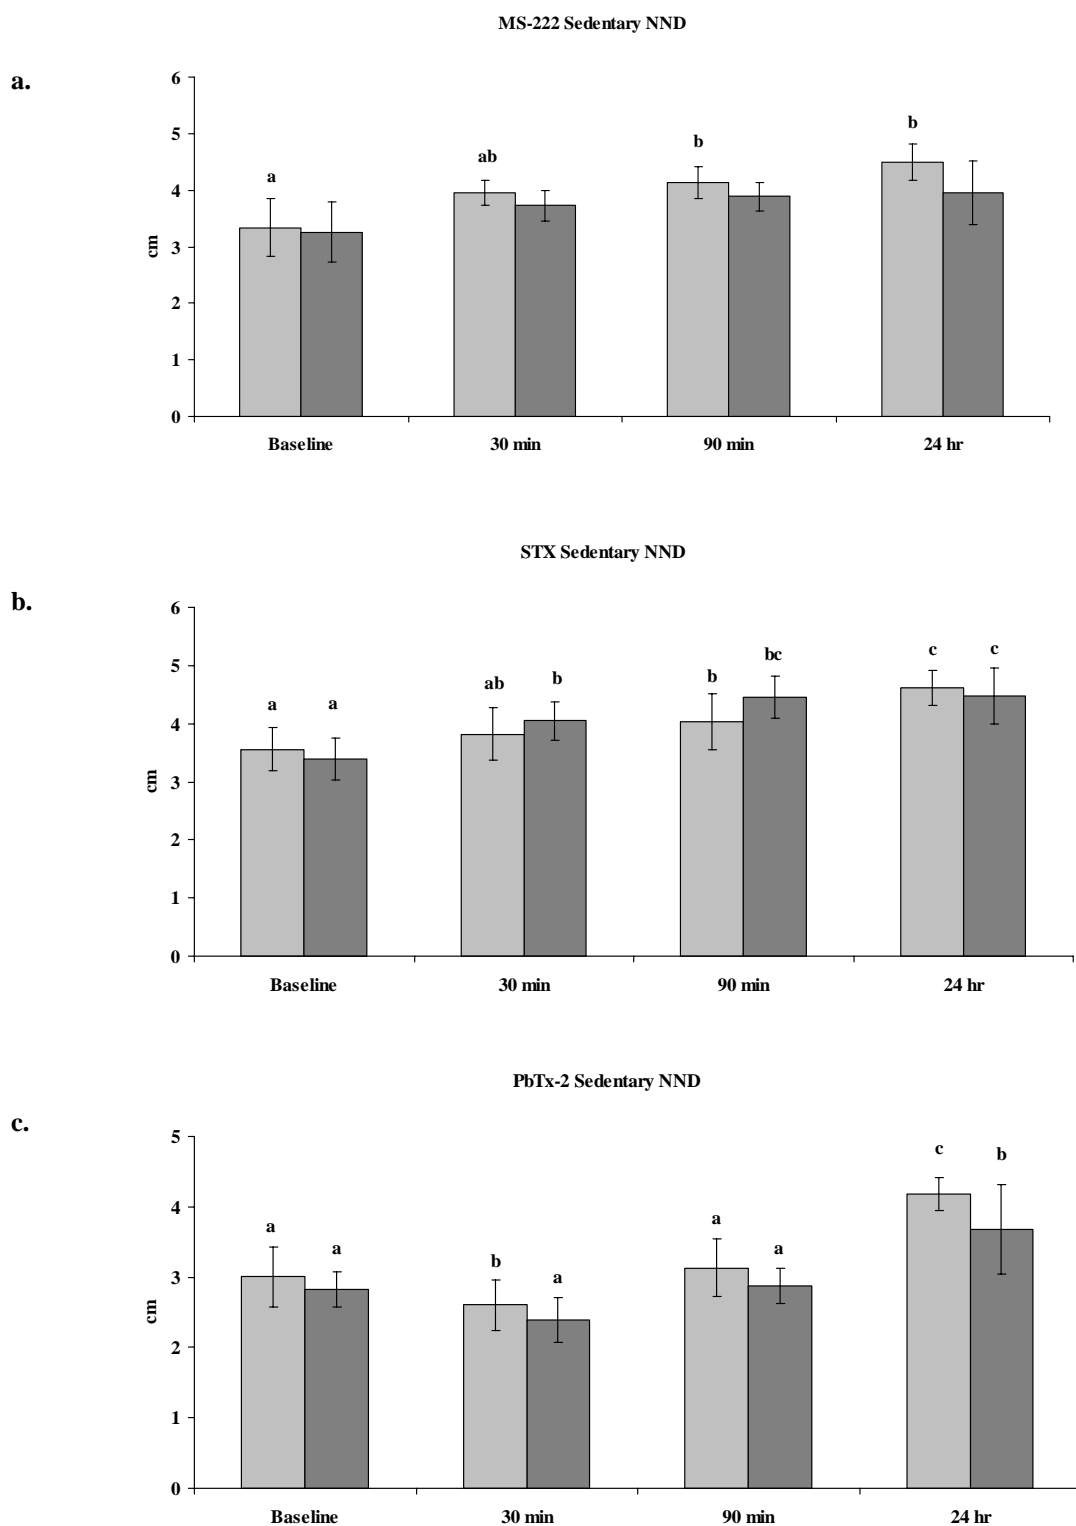 MS-222 Sedentary NND
a.
6
b
b
5
ab
a
4
cm
3
2
1
0
Baseline 30 min 90 min 24 hr
STX Sedentary NND
b.
6
bc c c
5
ab b b
a a
4
cm
3
2
1
0
Baseline 30 min 90 min 24 hr
PbTx-2 Sedentary NND
c.
5
c b
4
a a b a a a
3
cm
2
1
0
Baseline 30 min 90 min 24 hr